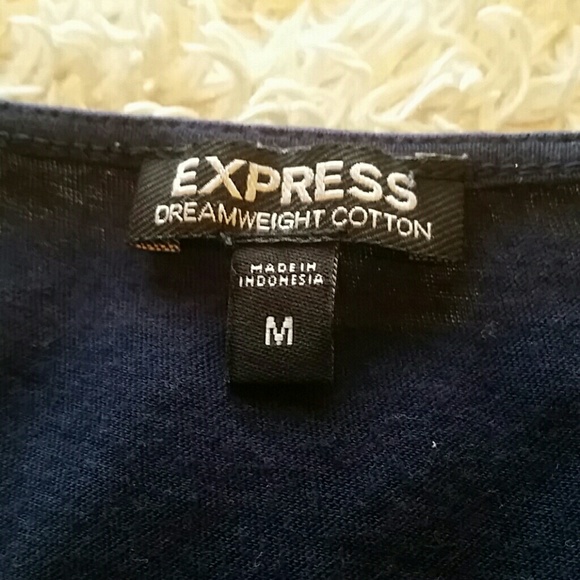 EXPRESS
DREAMWEIGHT COTTON
MADE IN
INDONESIA
M